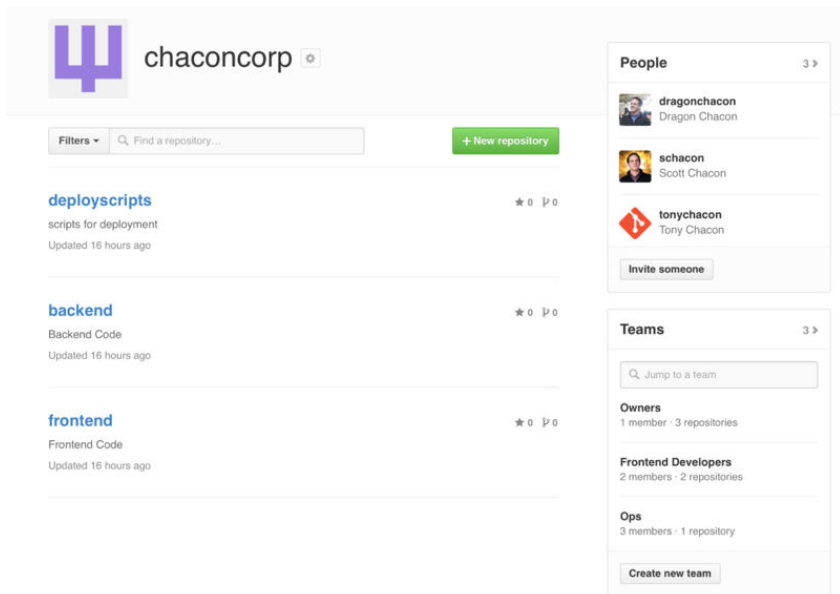 chaconcorp
Filters
Find a repository...
+ New repository
deployscripts
0 0
scripts for deployment
Updated 16 hours ago
backend
0 0
Backend Code
Updated 16 hours ago
frontend
0 0
Frontend Code
Updated 16 hours ago
People 3
dragonchacon
Dragon Chacon
schacon
Scott Chacon
tonychacon
Tony Chacon
Invite someone
Teams 3
Jump to a team
Owners
1 member · 3 repositories
Frontend Developers
2 members · 2 repositories
Ops
3 members · 1 repository
Create new team